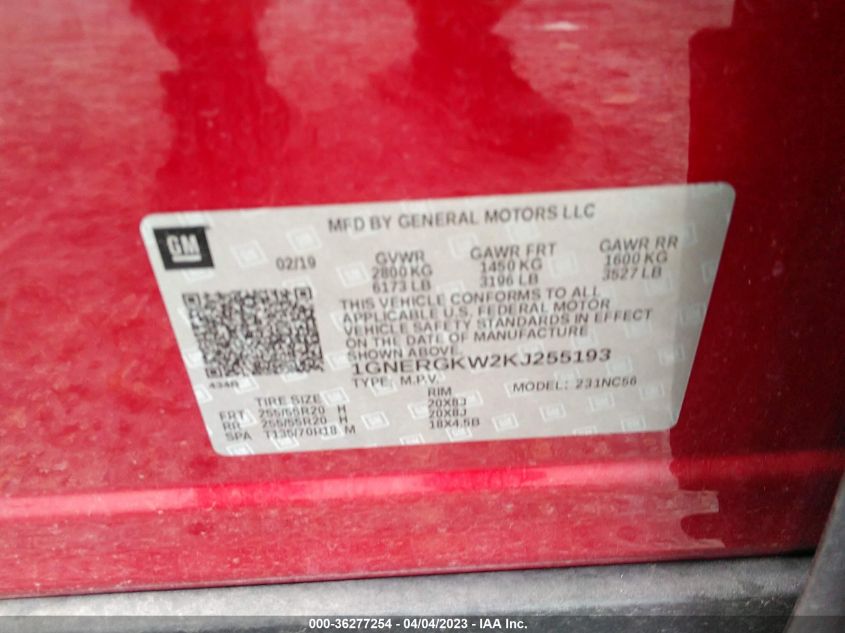 MFD BY GENERAL MOTORS LLC
GM
02/19
GVWR
2800 KG
6173 LB
GAWR FRT
1450 KG
3196 LB
GAWR RR
1600 KG
3527 LB
THIS VEHICLE CONFORMS TO ALL
APPLICABLE U.S. FEDERAL MOTOR
VEHICLE SAFETY STANDARDS IN EFFECT
ON THE DATE OF MANUFACTURE
SHOWN ABOVE.
1GNERGKW2KJ255193
TYPE: M.P.V.
MODEL: 231NC56
TIRE SIZE
RIM
FRT 255/55R20 H 20X8J
RR 255/55R20 H 20X8J
SPA T135/70R18 M 18X4.5B
000-36277254 - 04/04/2023 - IAA Inc.